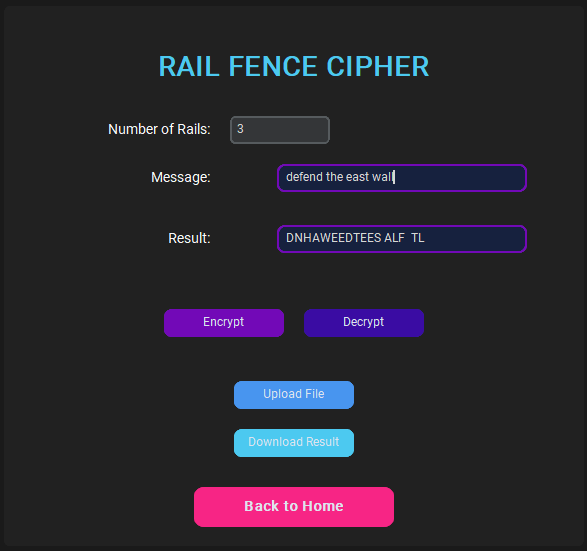 RAIL FENCE CIPHER
Number of Rails: 3
Message: defend the east wall
Result: DNHAWEEDTEES ALF  TL
Encrypt Decrypt
Upload File
Download Result
Back to Home